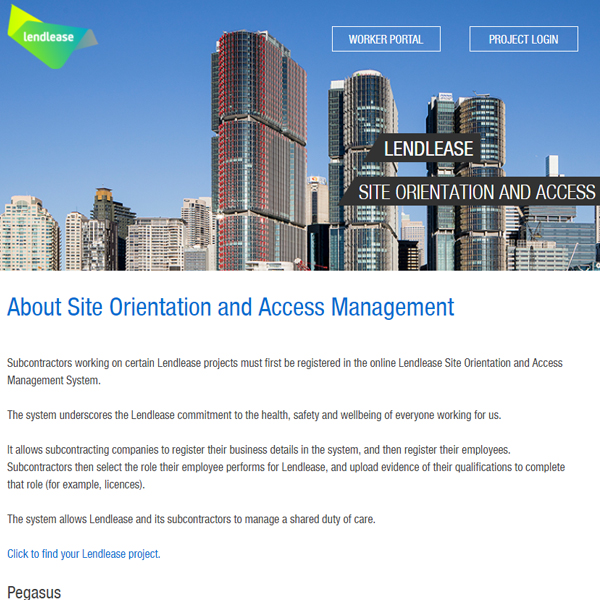 lendlease
WORKER PORTAL
PROJECT LOGIN
LENDLEASE
SITE ORIENTATION AND ACCESS
About Site Orientation and Access Management
Subcontractors working on certain Lendlease projects must first be registered in the online Lendlease Site Orientation and Access
Management System.
The system underscores the Lendlease commitment to the health, safety and wellbeing of everyone working for us.
It allows subcontracting companies to register their business details in the system, and then register their employees.
Subcontractors then select the role their employee performs for Lendlease, and upload evidence of their qualifications to complete
that role (for example, licences).
The system allows Lendlease and its subcontractors to manage a shared duty of care.
Click to find your Lendlease project.
Pegasus